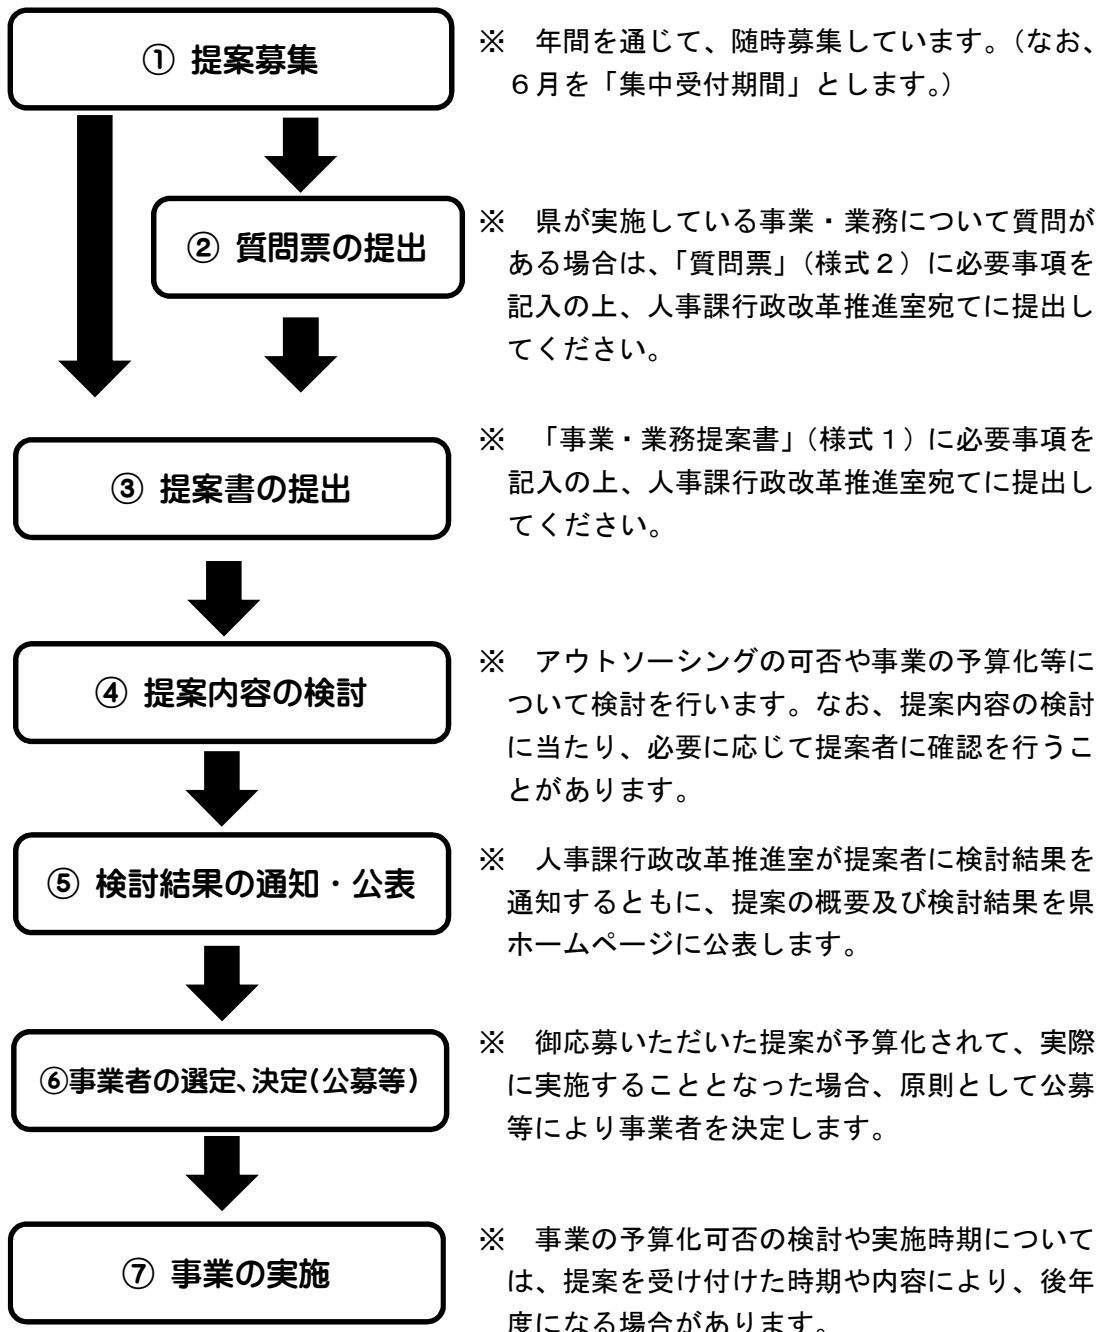 ① 提案募集
※　年間を通じて、随時募集しています。（なお、
６月を「集中受付期間」とします。）
② 質問票の提出
※　県が実施している事業・業務について質問が
ある場合は、「質問票」（様式２）に必要事項を
記入の上、人事課行政改革推進室宛てに提出し
てください。
③ 提案書の提出
※　「事業・業務提案書」（様式１）に必要事項を
記入の上、人事課行政改革推進室宛てに提出し
てください。
④ 提案内容の検討
※　アウトソーシングの可否や事業の予算化等に
ついて検討を行います。なお、提案内容の検討
に当たり、必要に応じて提案者に確認を行うこ
とがあります。
⑤ 検討結果の通知・公表
※　人事課行政改革推進室が提案者に検討結果を
通知するともに、提案の概要及び検討結果を県
ホームページに公表します。
⑥事業者の選定、決定（公募等）
※　御応募いただいた提案が予算化されて、実際
に実施することとなった場合、原則として公募
等により事業者を決定します。
⑦ 事業の実施
※　事業の予算化可否の検討や実施時期について
は、提案を受け付けた時期や内容により、後年
度になる場合があります。